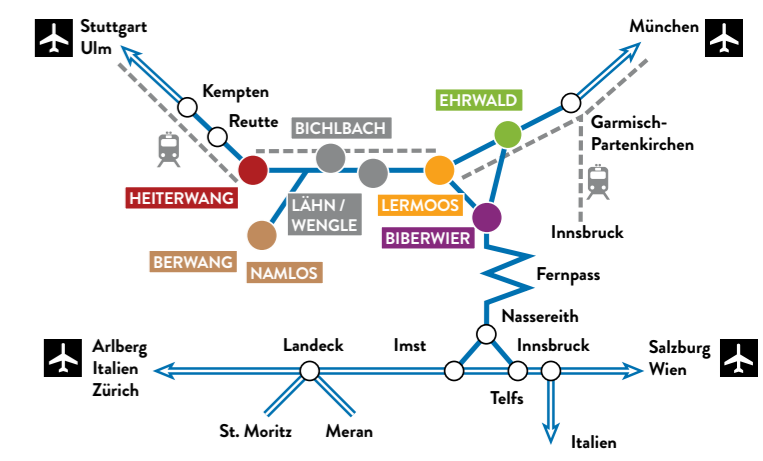 Stuttgart
Ulm
München
Kempten
EHRWALD
Reutte
BICHLBACH
Garmisch-
Partenkirchen
HEITERWANG
LÄHN /
WENGLE
LERMOOS
BIBERWIER
Innsbruck
BERWANG
NAMLOS
Fernpass
Nassereith
Arlberg
Italien
Zürich
Landeck
Imst
Innsbruck
Salzburg
Wien
Telfs
St. Moritz
Meran
Italien